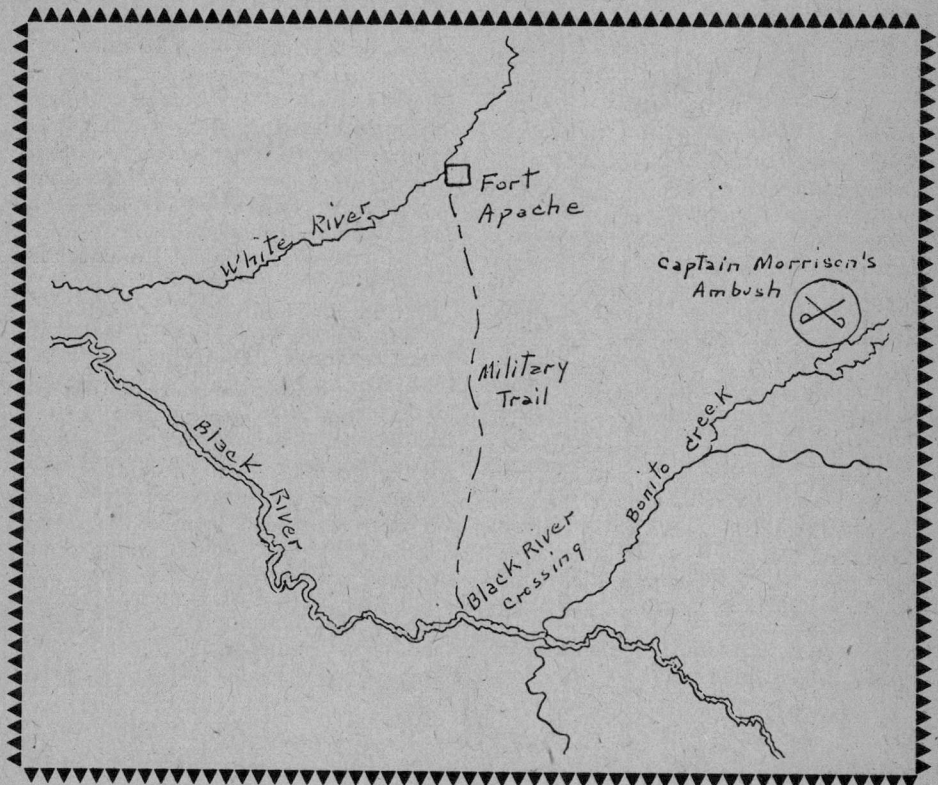 Fort
Apache
White River
Captain Morrison's
Ambush
Military
Trail
Black
River
Bonito Creek
Black River
Crossing